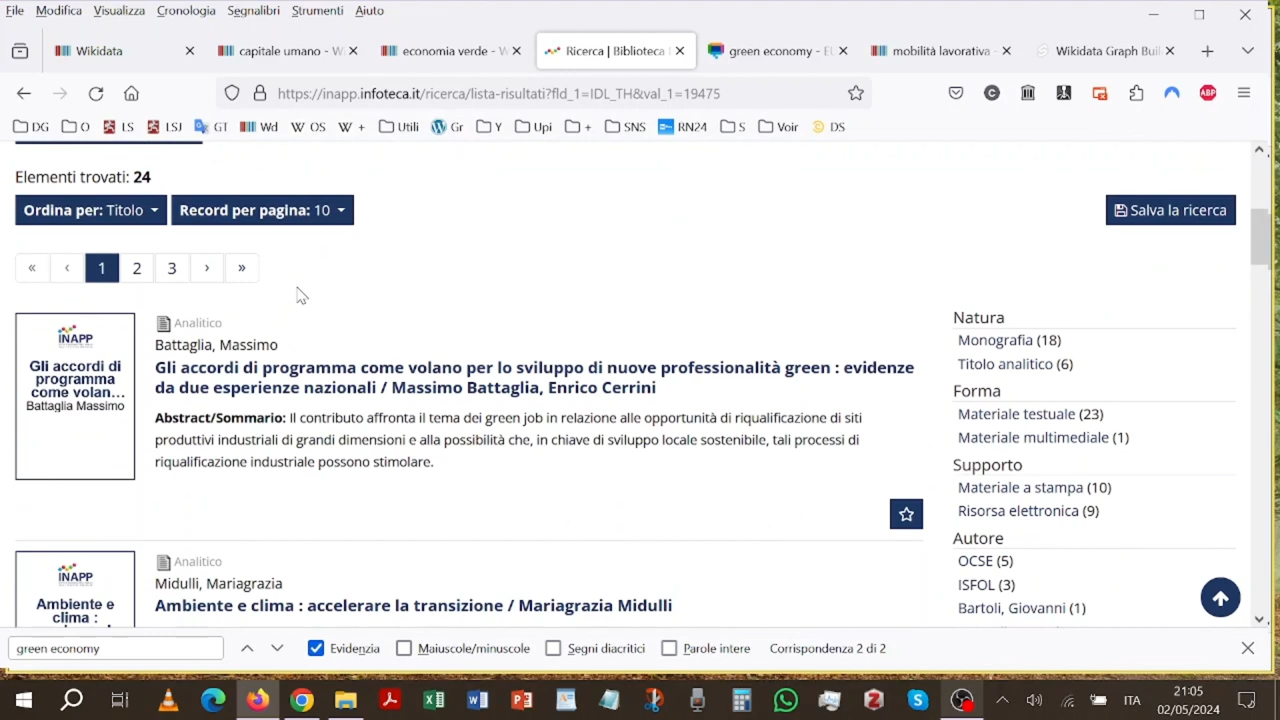 File Modifica Visualizza Cronologia Segnalibri Strumenti Aiuto
Wikidata
capitale umano - W
economia verde - W
Ricerca | Biblioteca
green economy - EU
mobilità lavorativa -
Wikidata Graph Buil
https://inapp.infoteca.it/ricerca/lista-risultati?fld_1=IDL_TH&val_1=19475
ABP
DG O LS LSJ GT Wd OS + Utili Gr Y Upi + SNS RN24 S Voir DS
Elementi trovati: 24
Ordina per: Titolo
Record per pagina: 10
Salva la ricerca
« ‹ 1 2 3 › »
INAPP
Gli accordi di
programma
come volan...
Battaglia Massimo
Analitico
Battaglia, Massimo
Gli accordi di programma come volano per lo sviluppo di nuove professionalità green : evidenze
da due esperienze nazionali / Massimo Battaglia, Enrico Cerrini
Abstract/Sommario: Il contributo affronta il tema dei green job in relazione alle opportunità di riqualificazione di siti
produttivi industriali di grandi dimensioni e alla possibilità che, in chiave di sviluppo locale sostenibile, tali processi di
riqualificazione industriale possono stimolare.
INAPP
Ambiente e
clima :
Analitico
Midulli, Mariagrazia
Ambiente e clima : accelerare la transizione / Mariagrazia Midulli
Natura
Monografia (18)
Titolo analitico (6)
Forma
Materiale testuale (23)
Materiale multimediale (1)
Supporto
Materiale a stampa (10)
Risorsa elettronica (9)
Autore
OCSE (5)
ISFOL (3)
Bartoli, Giovanni (1)
green economy
Evidenzia
Maiuscole/minuscole
Segni diacritici
Parole intere
Corrispondenza 2 di 2
ITA
21:05
02/05/2024